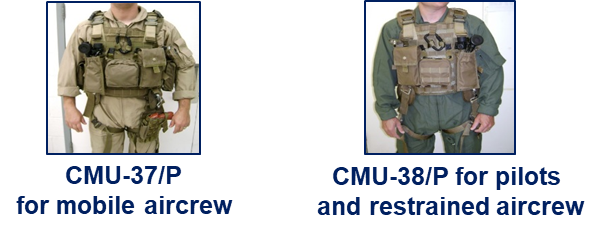 CMU-37/P
for mobile aircrew
CMU-38/P for pilots
and restrained aircrew